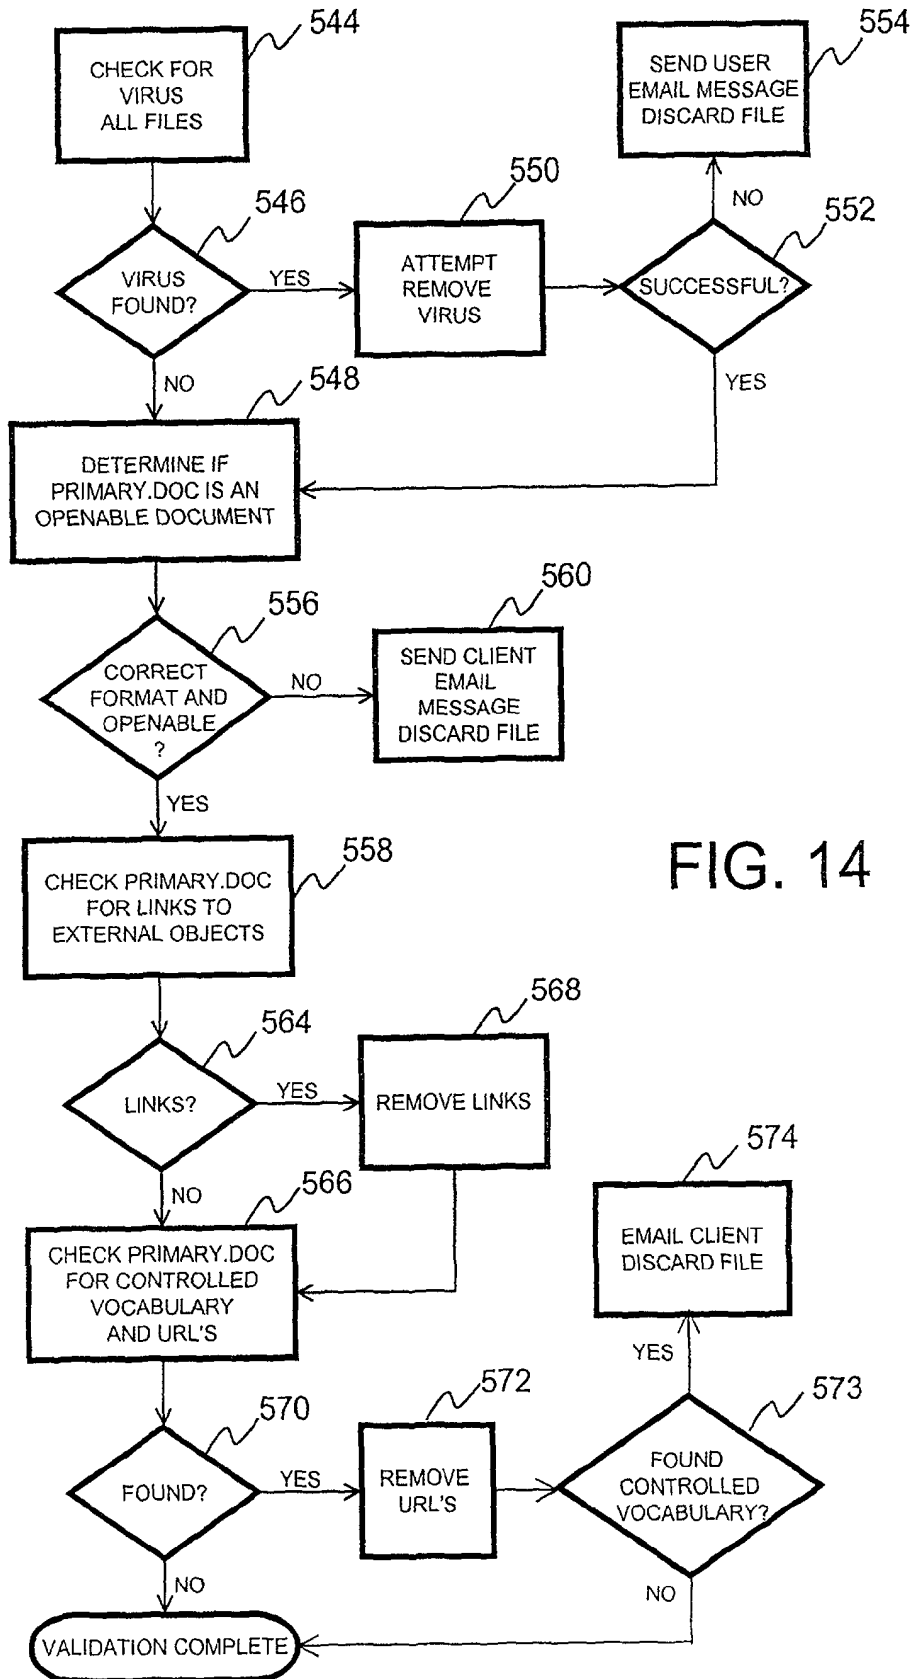 544
CHECK FOR
VIRUS
ALL FILES
554
SEND USER
EMAIL MESSAGE
DISCARD FILE
546
VIRUS
FOUND?
YES
550
ATTEMPT
REMOVE
VIRUS
552
SUCCESSFUL?
NO
YES
NO
548
DETERMINE IF
PRIMARY.DOC IS AN
OPENABLE DOCUMENT
556
CORRECT
FORMAT AND
OPENABLE
?
NO
560
SEND CLIENT
EMAIL
MESSAGE
DISCARD FILE
YES
558
CHECK PRIMARY.DOC
FOR LINKS TO
EXTERNAL OBJECTS
FIG. 14
564
LINKS?
YES
568
REMOVE LINKS
NO
566
CHECK PRIMARY.DOC
FOR CONTROLLED
VOCABULARY
AND URL'S
574
EMAIL CLIENT
DISCARD FILE
YES
570
FOUND?
YES
572
REMOVE
URL'S
573
FOUND
CONTROLLED
VOCABULARY?
NO
NO
VALIDATION COMPLETE